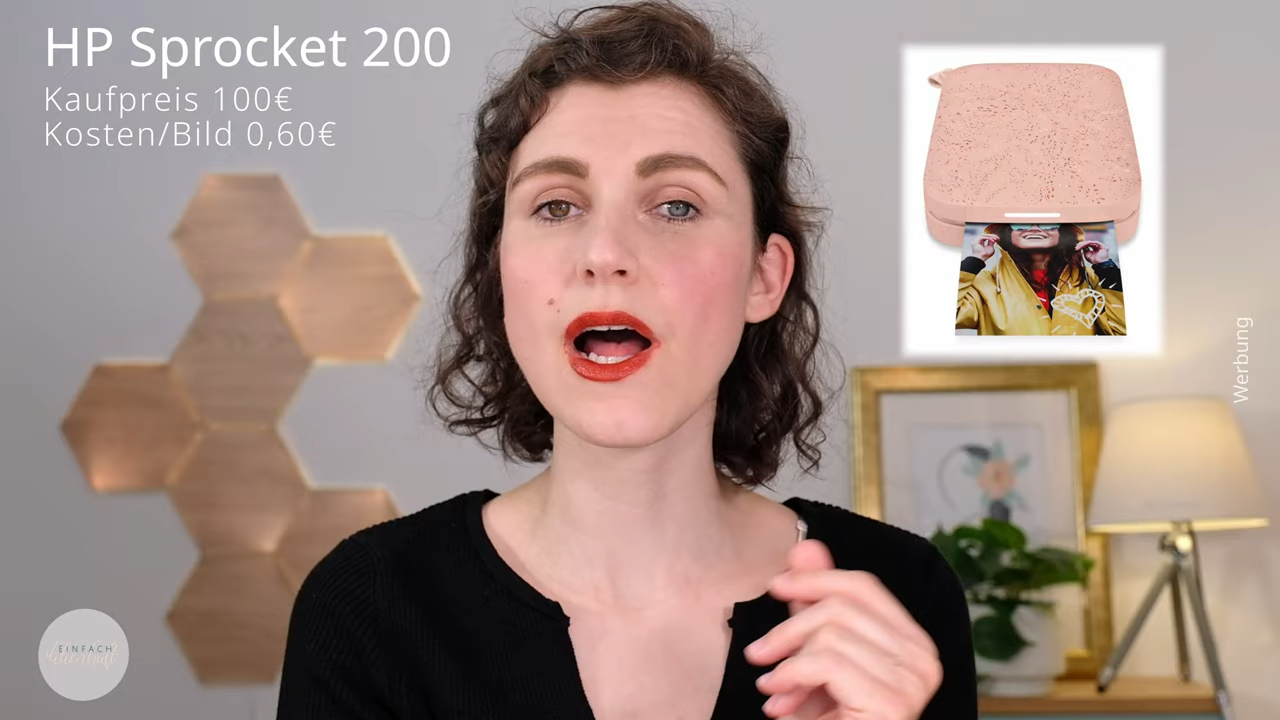 HP Sprocket 200
Kaufpreis 100€
Kosten/Bild 0,60€
Werbung
EINFACH